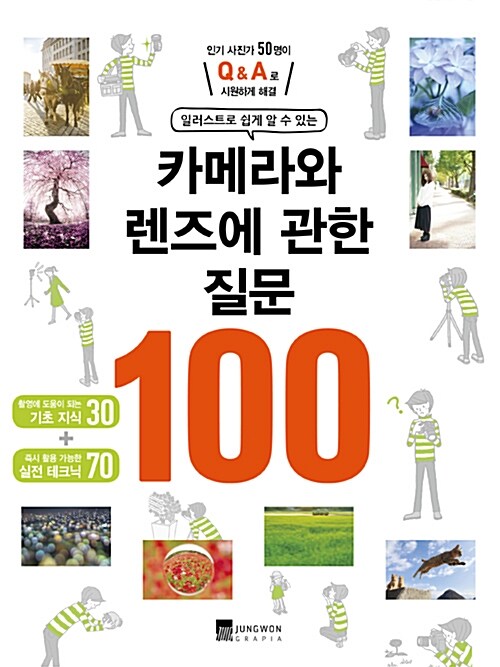 인기 사진가 50명이
Q & A 로
시원하게 해결
일러스트로 쉽게 알 수 있는
카메라와
렌즈에 관한
질문
100
촬영에 도움이 되는
기초 지식 30
+
즉시 활용 가능한
실전 테크닉 70
?
JUNGWON
GRAPIA